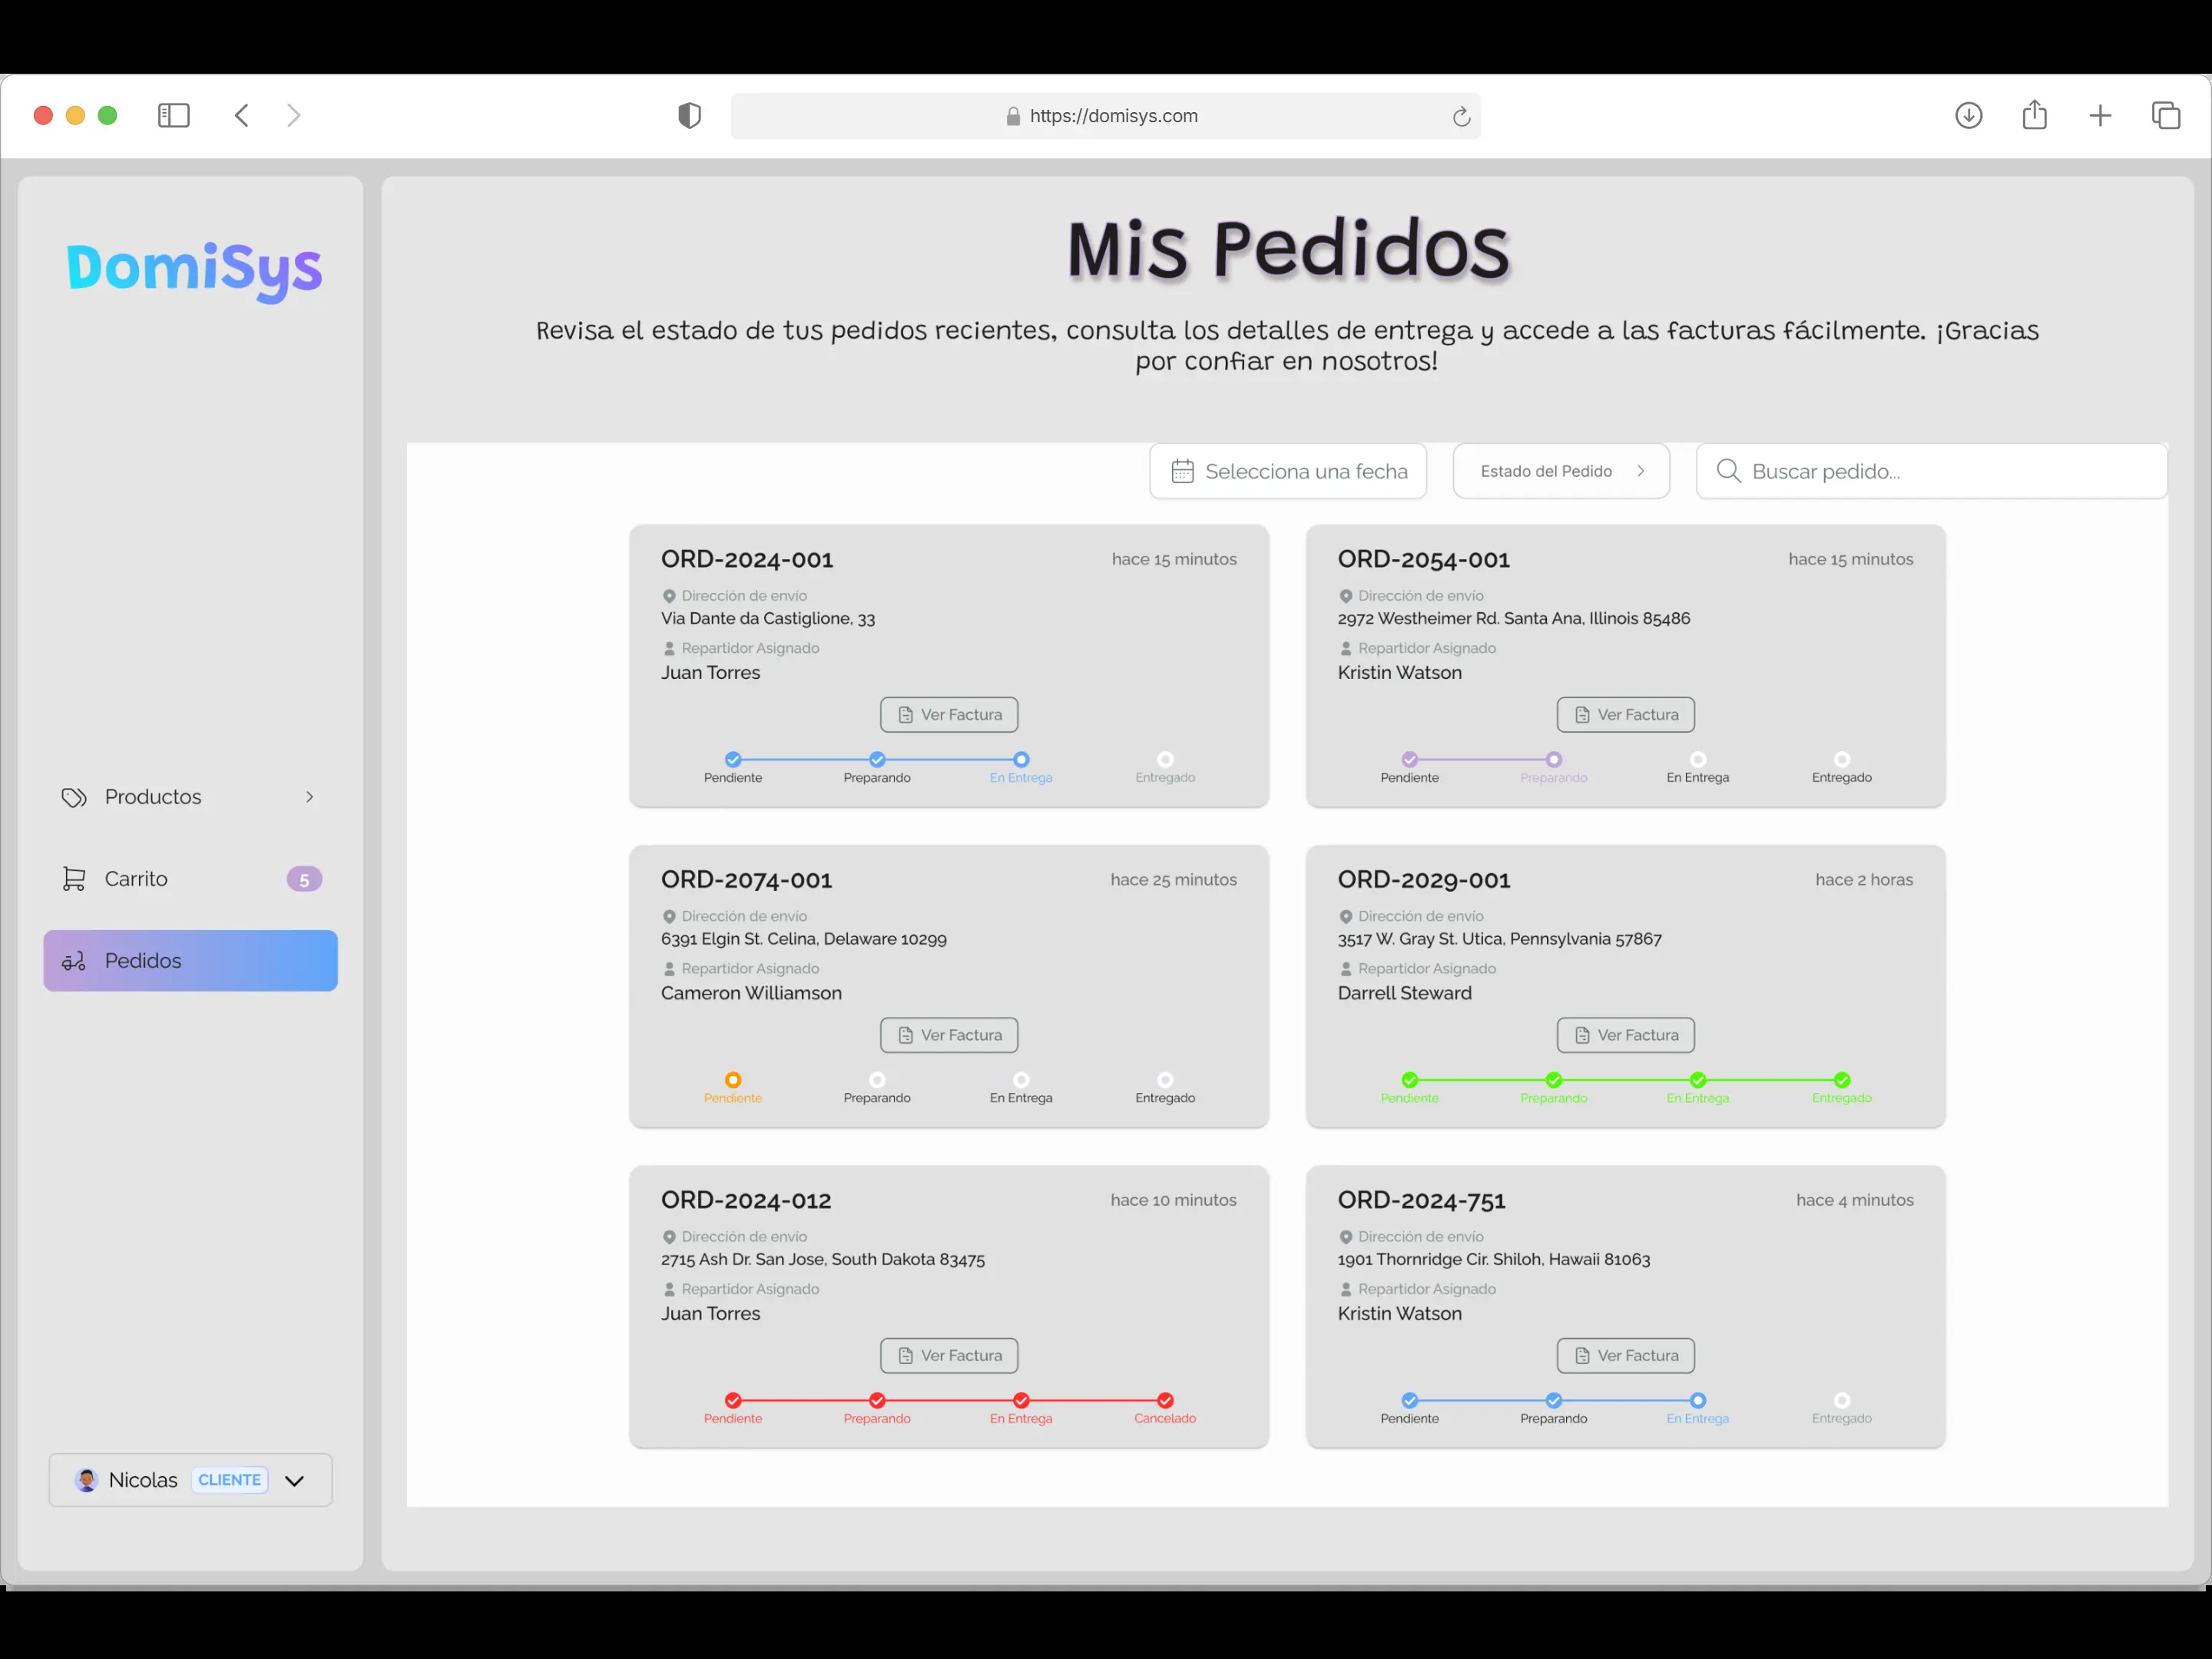 https://domisys.com
DomiSys
Productos
Carrito 5
Pedidos
Nicolas CLIENTE
Mis Pedidos
Revisa el estado de tus pedidos recientes, consulta los detalles de entrega y accede a las facturas fácilmente. ¡Gracias
por confiar en nosotros!
Selecciona una fecha
Estado del Pedido
Buscar pedido...
ORD-2024-001 hace 15 minutos
Dirección de envío
Via Dante da Castiglione, 33
Repartidor Asignado
Juan Torres
Ver Factura
Pendiente Preparando En Entrega Entregado
ORD-2054-001 hace 15 minutos
Dirección de envío
2972 Westheimer Rd. Santa Ana, Illinois 85486
Repartidor Asignado
Kristin Watson
Ver Factura
Pendiente Preparando En Entrega Entregado
ORD-2074-001 hace 25 minutos
Dirección de envío
6391 Elgin St. Celina, Delaware 10299
Repartidor Asignado
Cameron Williamson
Ver Factura
Pendiente Preparando En Entrega Entregado
ORD-2029-001 hace 2 horas
Dirección de envío
3517 W. Gray St. Utica, Pennsylvania 57867
Repartidor Asignado
Darrell Steward
Ver Factura
Pendiente Preparando En Entrega Entregado
ORD-2024-012 hace 10 minutos
Dirección de envío
2715 Ash Dr. San Jose, South Dakota 83475
Repartidor Asignado
Juan Torres
Ver Factura
Pendiente Preparando En Entrega Cancelado
ORD-2024-751 hace 4 minutos
Dirección de envío
1901 Thornridge Cir. Shiloh, Hawaii 81063
Repartidor Asignado
Kristin Watson
Ver Factura
Pendiente Preparando En Entrega Entregado